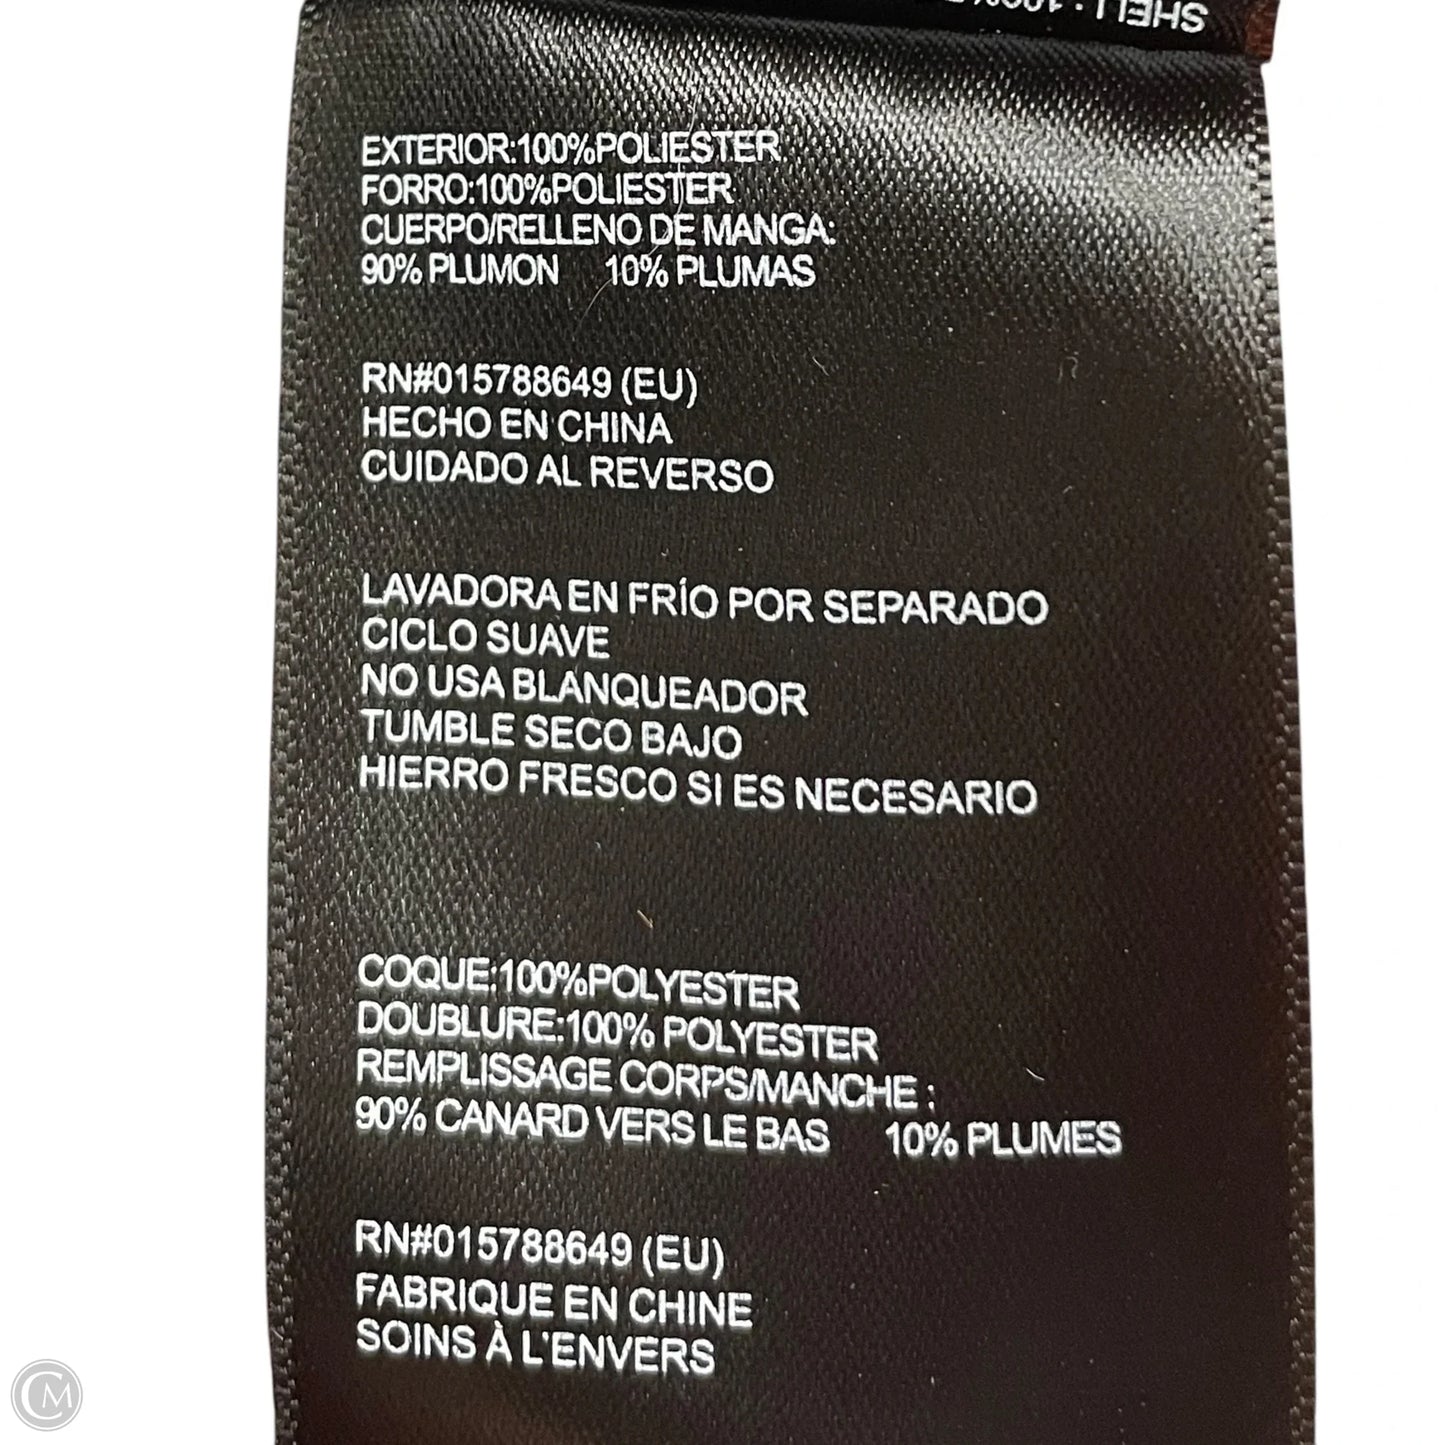 SHELL : 100%
EXTERIOR:100%POLIESTER
FORRO:100%POLIESTER
CUERPO/RELLENO DE MANGA:
90% PLUMON 10% PLUMAS
RN#015788649 (EU)
HECHO EN CHINA
CUIDADO AL REVERSO
LAVADORA EN FRÍO POR SEPARADO
CICLO SUAVE
NO USA BLANQUEADOR
TUMBLE SECO BAJO
HIERRO FRESCO SI ES NECESARIO
COQUE:100%POLYESTER
DOUBLURE:100% POLYESTER
REMPLISSAGE CORPS/MANCHE :
90% CANARD VERS LE BAS 10% PLUMES
RN#015788649 (EU)
FABRIQUE EN CHINE
SOINS À L'ENVERS
CM